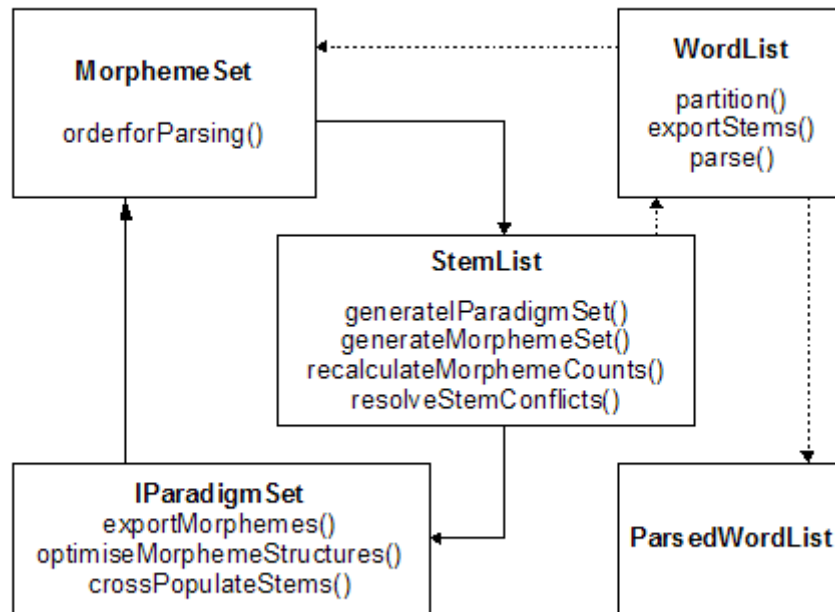 MorphemeSet
orderforParsing()
WordList
partition()
exportStems()
parse()
StemList
generateIParadigmSet()
generateMorphemeSet()
recalculateMorphemeCounts()
resolveStemConflicts()
IParadigmSet
exportMorphemes()
optimiseMorphemeStructures()
crossPopulateStems()
ParsedWordList